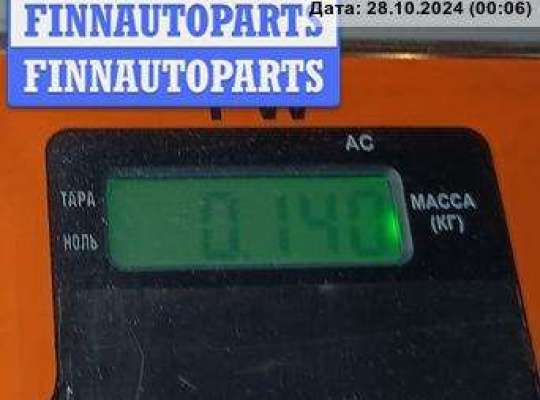 Дата: 28.10.2024 (00:06)
FINNAUTOPARTS
FINNAUTOPARTS
AC
ТАРА
МАССА
(КГ)
НОЛЬ
0.140